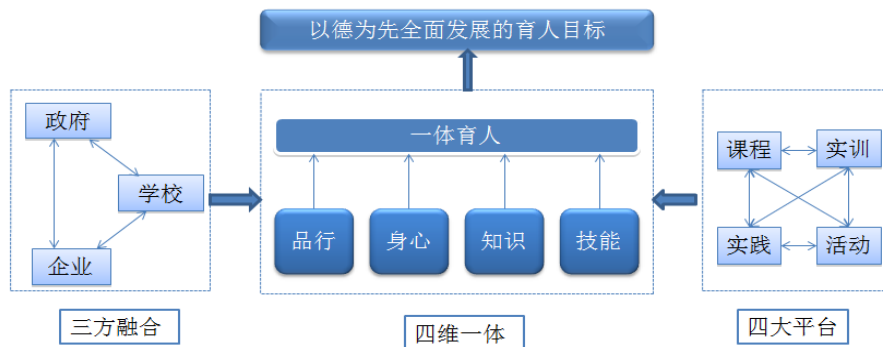 以德为先全面发展的育人目标
政府
学校
企业
三方融合
一体育人
品行
身心
知识
技能
四维一体
课程
实训
实践
活动
四大平台